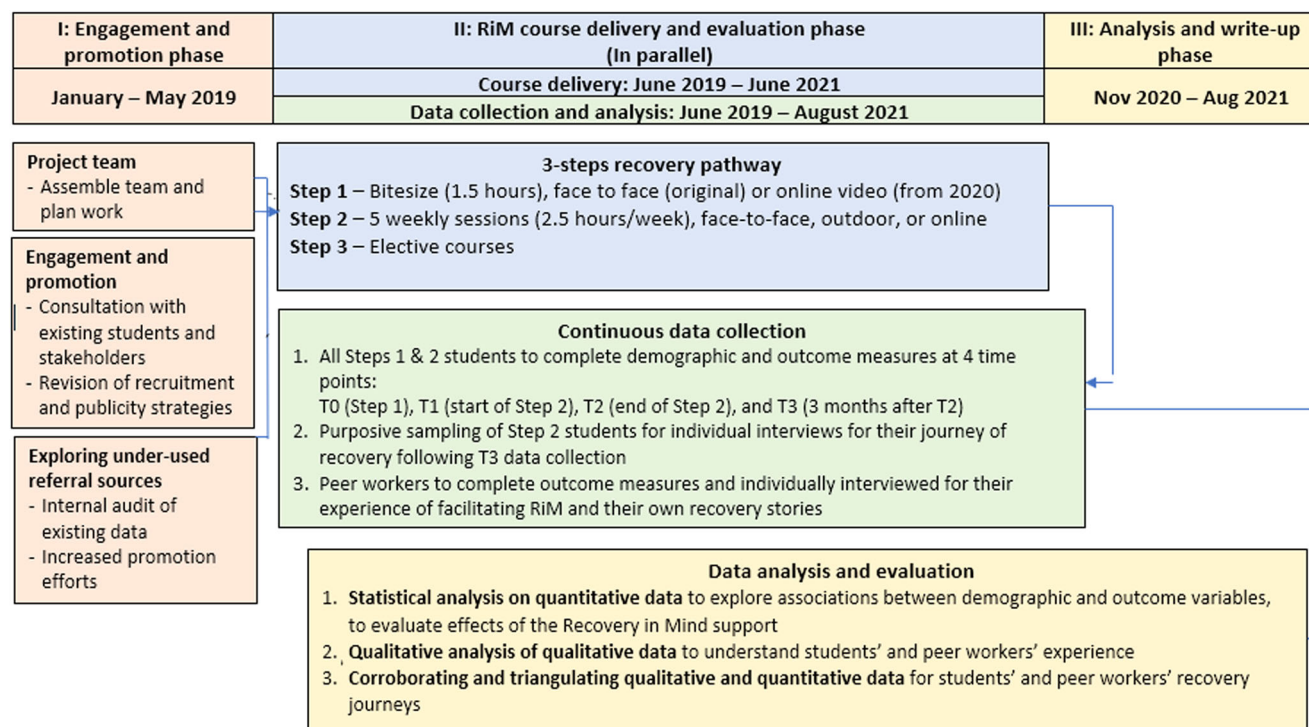 I: Engagement and
promotion phase
II: RiM course delivery and evaluation phase
(In parallel)
III: Analysis and write-up
phase
January – May 2019
Course delivery: June 2019 – June 2021
Data collection and analysis: June 2019 – August 2021
Nov 2020 – Aug 2021
Project team
- Assemble team and
plan work
Engagement and
promotion
- Consultation with
existing students and
stakeholders
- Revision of recruitment
and publicity strategies
Exploring under-used
referral sources
- Internal audit of
existing data
- Increased promotion
efforts
3-steps recovery pathway
Step 1 – Bitesize (1.5 hours), face to face (original) or online video (from 2020)
Step 2 – 5 weekly sessions (2.5 hours/week), face-to-face, outdoor, or online
Step 3 – Elective courses
Continuous data collection
1. All Steps 1 & 2 students to complete demographic and outcome measures at 4 time
points:
T0 (Step 1), T1 (start of Step 2), T2 (end of Step 2), and T3 (3 months after T2)
2. Purposive sampling of Step 2 students for individual interviews for their journey of
recovery following T3 data collection
3. Peer workers to complete outcome measures and individually interviewed for their
experience of facilitating RiM and their own recovery stories
Data analysis and evaluation
1. Statistical analysis on quantitative data to explore associations between demographic and outcome variables,
to evaluate effects of the Recovery in Mind support
2. Qualitative analysis of qualitative data to understand students’ and peer workers’ experience
3. Corroborating and triangulating qualitative and quantitative data for students’ and peer workers’ recovery
journeys